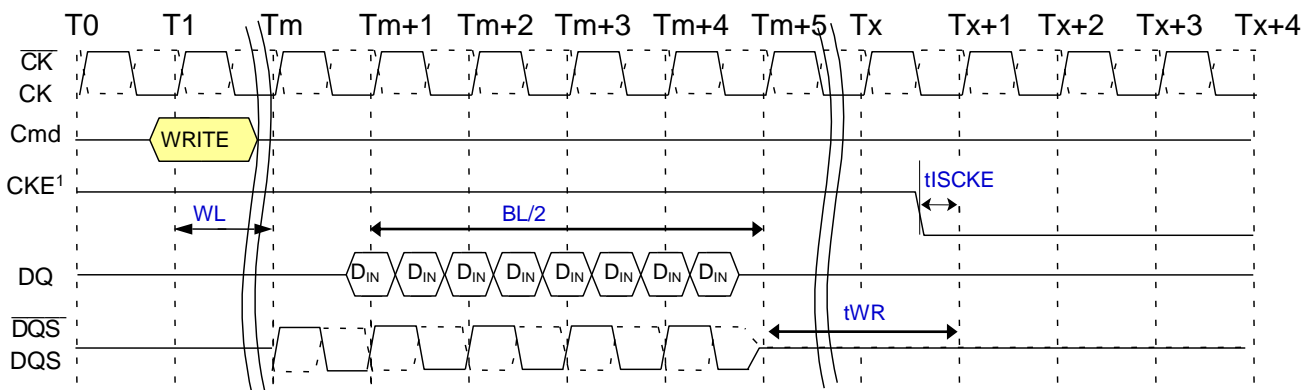 T0 T1 Tm Tm+1 Tm+2 Tm+3 Tm+4 Tm+5 Tx Tx+1 Tx+2 Tx+3 Tx+4
CK
CK
Cmd WRITE
CKE1 tISCKE
WL BL/2
DQ DIN DIN DIN DIN DIN DIN DIN DIN
DQS tWR
DQS